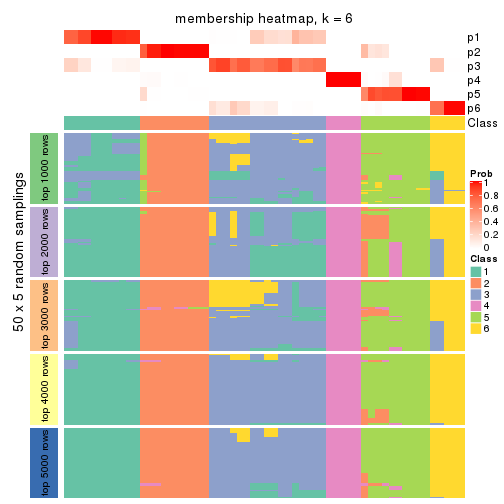 membership heatmap, k = 6
p1
p2
p3
p4
p5
p6
Class
50 x 5 random samplings
top 1000 rows
top 2000 rows
top 3000 rows
top 4000 rows
top 5000 rows
Prob
1
0.8
0.6
0.4
0.2
0
Class
1
2
3
4
5
6